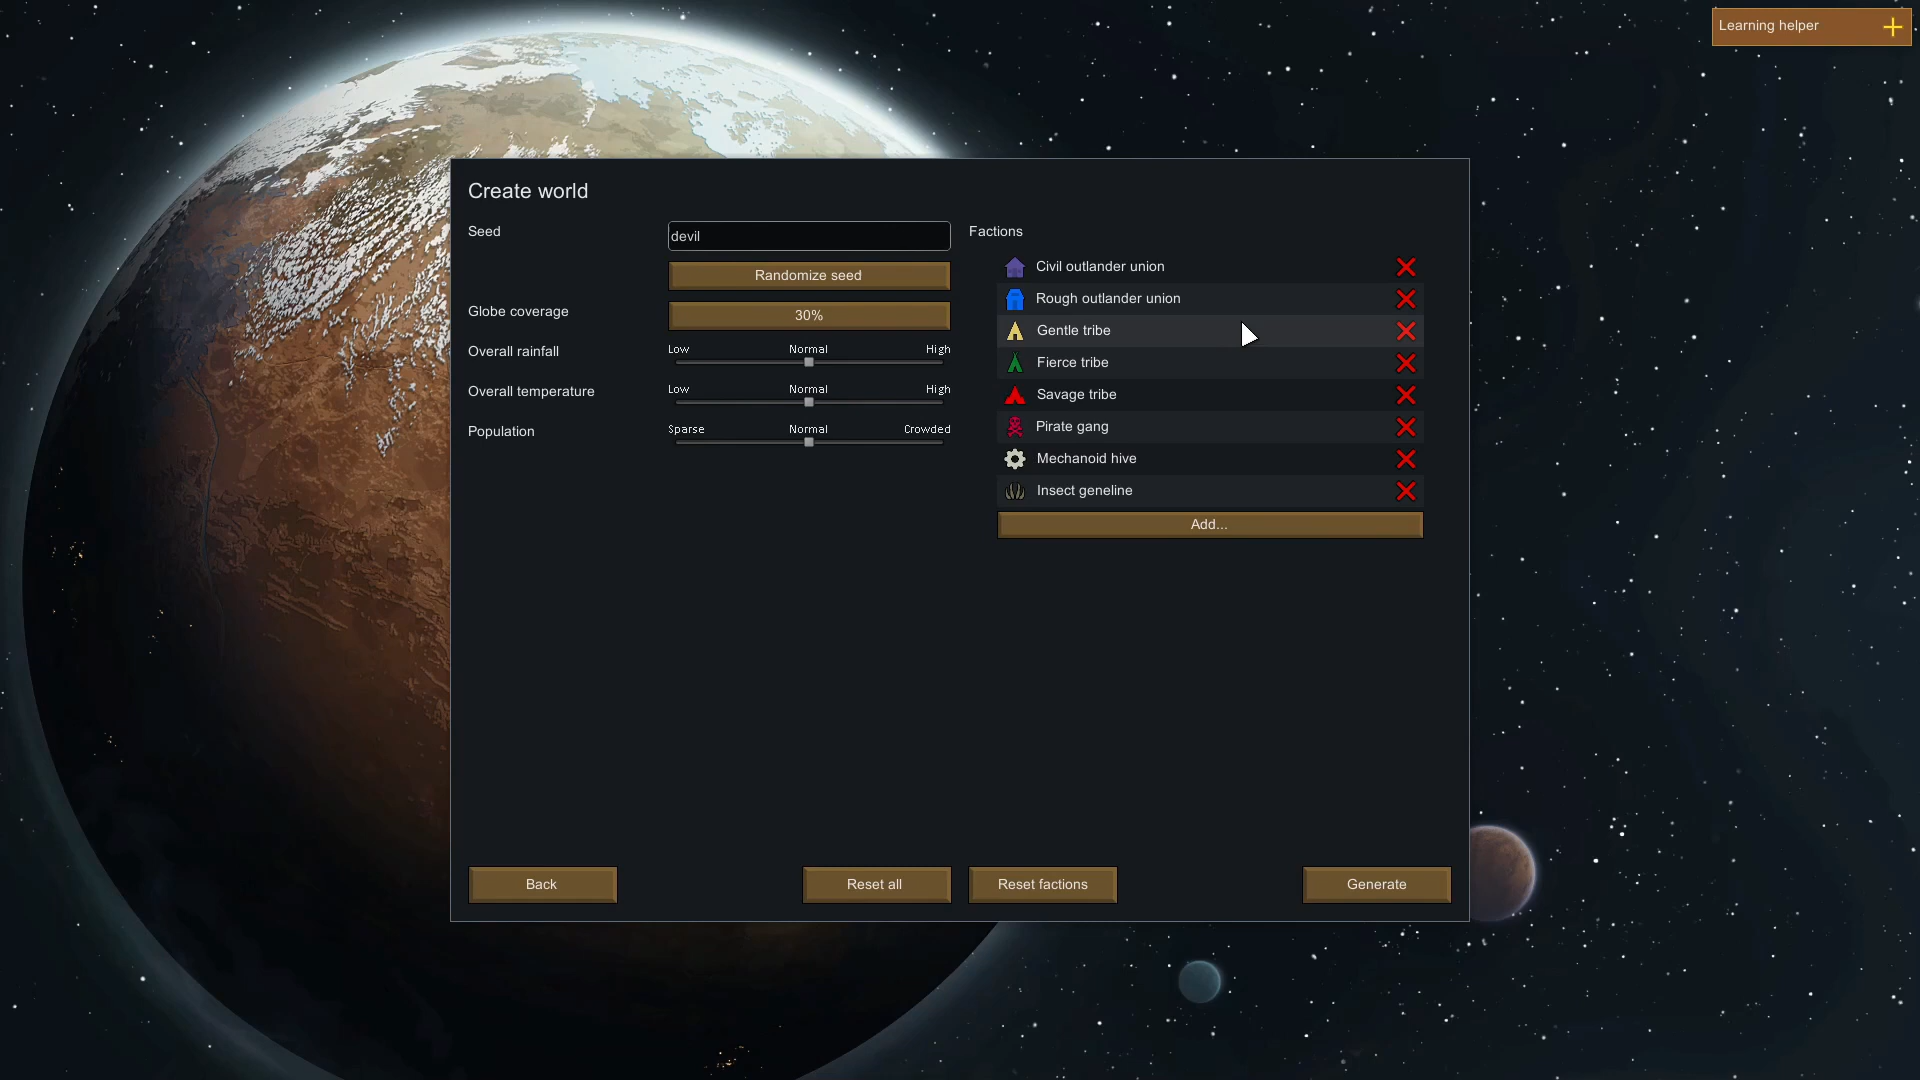 Learning helper
Create world
Seed
devil
Randomize seed
Globe coverage
30%
Overall rainfall
Low Normal High
Overall temperature
Low Normal High
Population
Sparse Normal Crowded
Factions
Civil outlander union
Rough outlander union
Gentle tribe
Fierce tribe
Savage tribe
Pirate gang
Mechanoid hive
Insect geneline
Add...
Back
Reset all
Reset factions
Generate